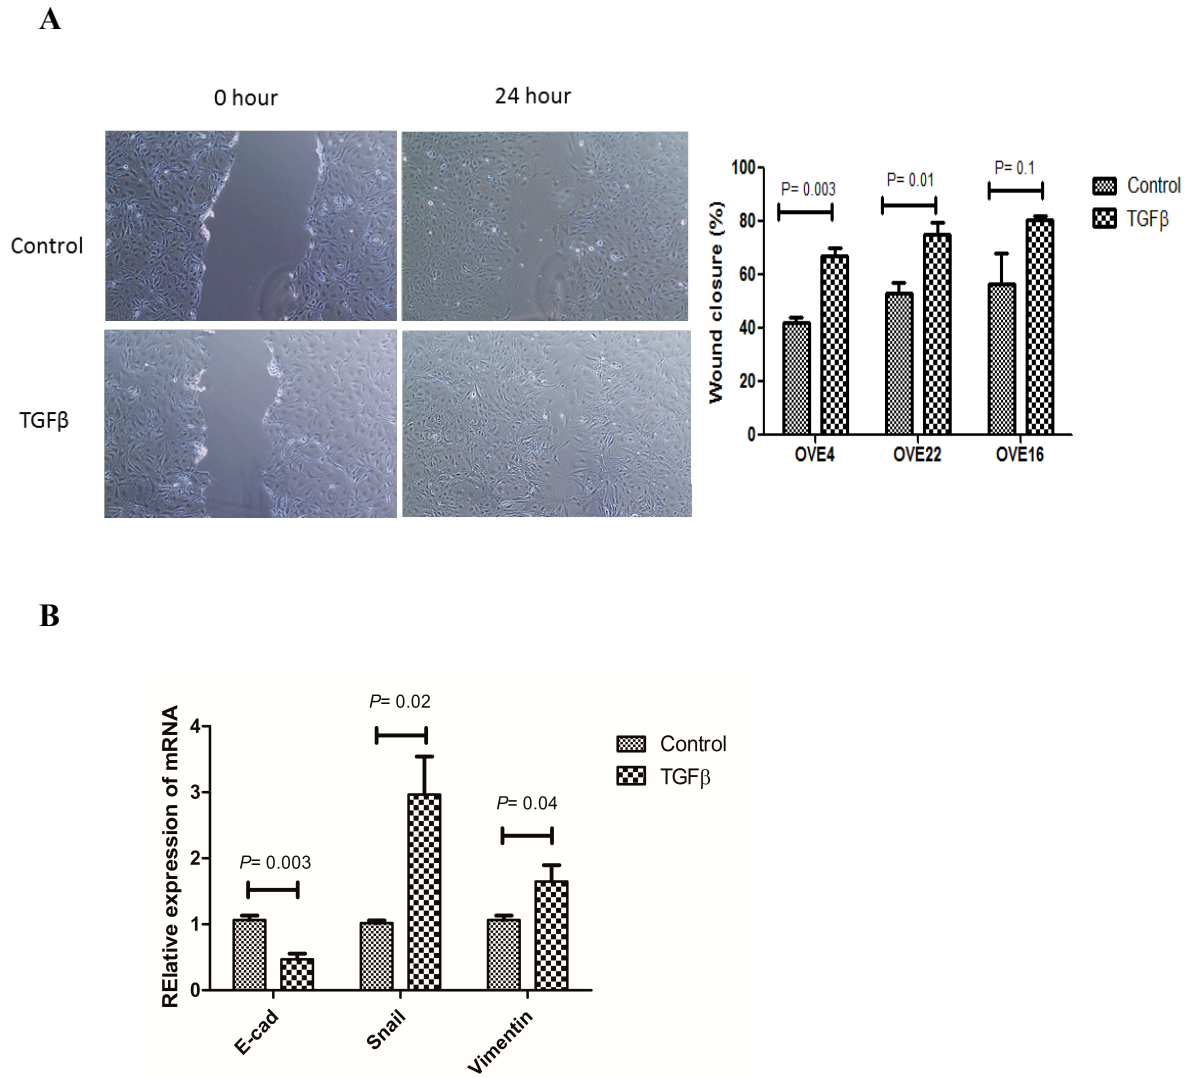 A
0 hour
24 hour
Control
TGFβ
Wound closure (%)
100
80
60
40
20
0
P= 0.003
P= 0.01
P= 0.1
OVE4
OVE22
OVE16
Control
TGFβ
B
RElative expression of mRNA
4
3
2
1
0
P= 0.003
P= 0.02
P= 0.04
E-cad
Snail
Vimentin
Control
TGFβ